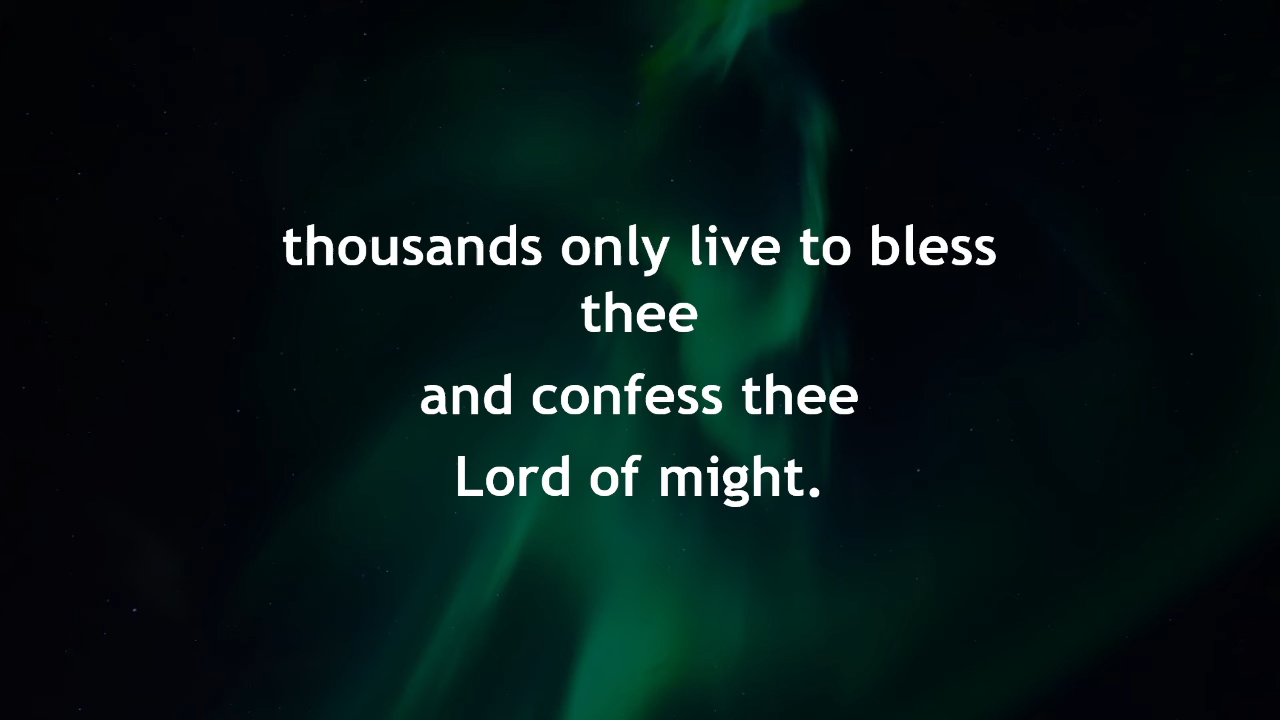 thousands only live to bless
thee
and confess thee
Lord of might.